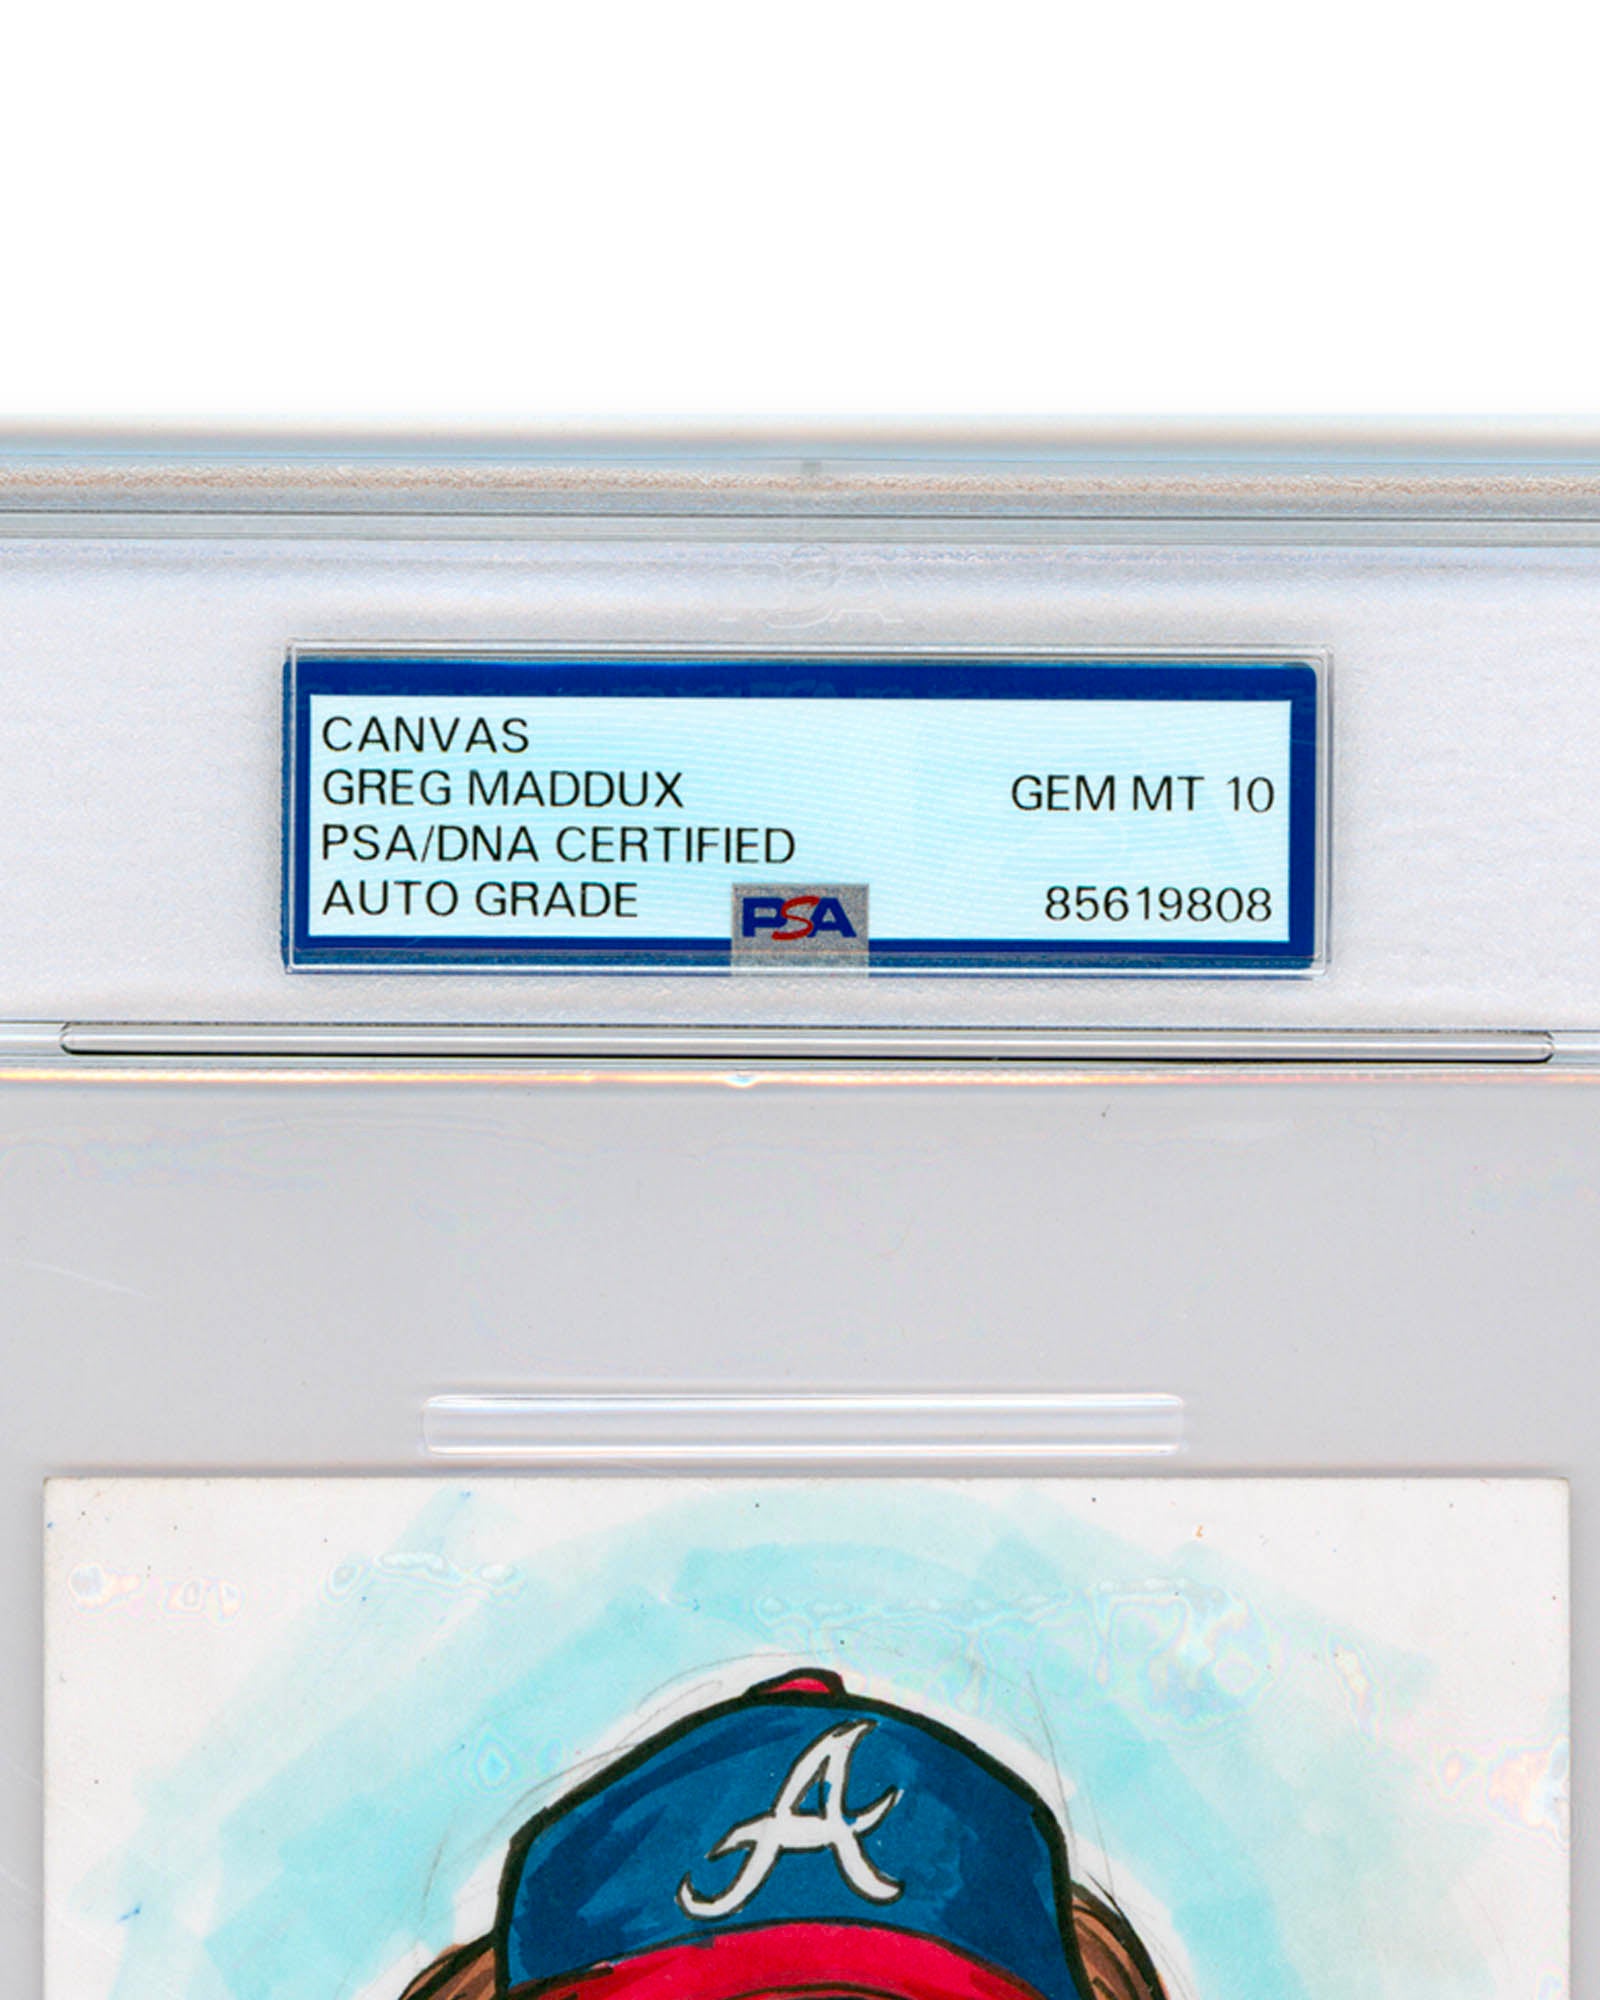 CANVAS
GREG MADDUX
GEM MT 10
PSA/DNA CERTIFIED
AUTO GRADE
85619808
PSA
A